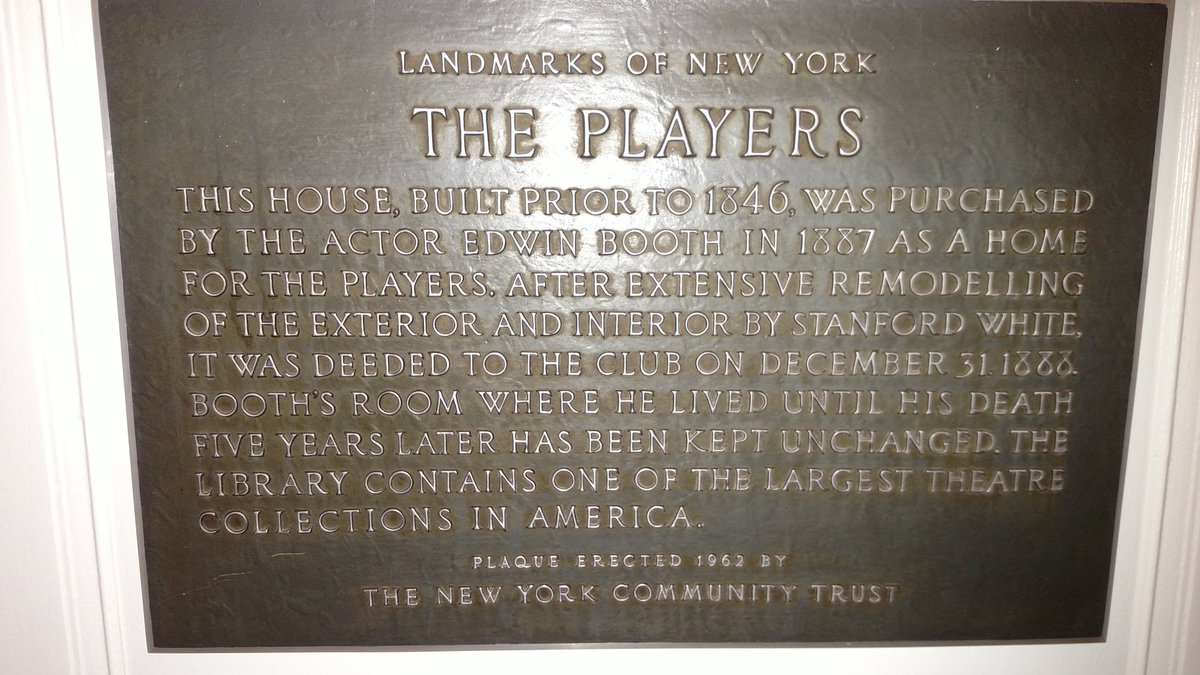 LANDMARKS OF NEW YORK
THE PLAYERS
THIS HOUSE, BUILT PRIOR TO 1846, WAS PURCHASED
BY THE ACTOR EDWIN BOOTH IN 1887 AS A HOME
FOR THE PLAYERS. AFTER EXTENSIVE REMODELLING
OF THE EXTERIOR AND INTERIOR BY STANFORD WHITE,
IT WAS DEEDED TO THE CLUB ON DECEMBER 31.1888.
BOOTH'S ROOM WHERE HE LIVED UNTIL HIS DEATH
FIVE YEARS LATER HAS BEEN KEPT UNCHANGED. THE
LIBRARY CONTAINS ONE OF THE LARGEST THEATRE
COLLECTIONS IN AMERICA.
PLAQUE ERECTED 1962 BY
THE NEW YORK COMMUNITY TRUST